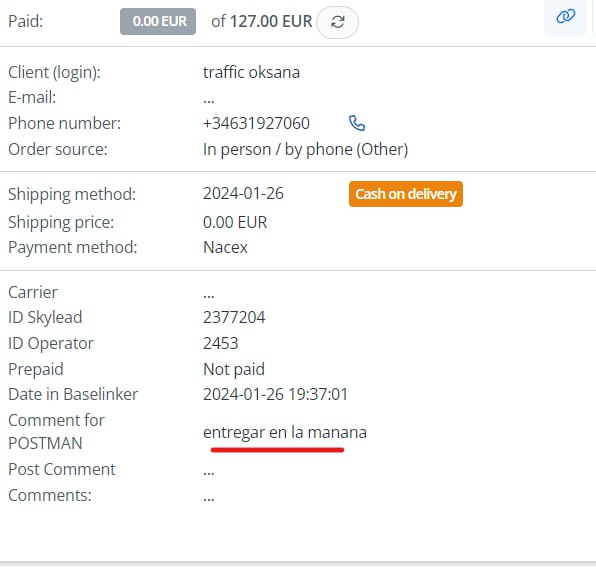 Paid: 0.00 EUR of 127.00 EUR
Client (login): traffic oksana
E-mail: ...
Phone number: +34631927060
Order source: In person / by phone (Other)
Shipping method: 2024-01-26 Cash on delivery
Shipping price: 0.00 EUR
Payment method: Nacex
Carrier ...
ID Skylead 2377204
ID Operator 2453
Prepaid Not paid
Date in Baselinker 2024-01-26 19:37:01
Comment for
POSTMAN entregar en la manana
Post Comment ...
Comments: ...